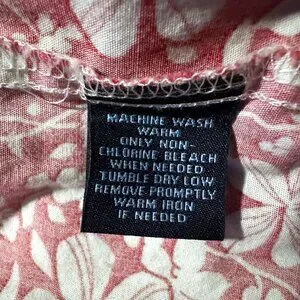 MACHINE WASH
WARM
ONLY NON-
CHLORINE BLEACH
WHEN NEEDED
TUMBLE DRY LOW
REMOVE PROMPTLY
WARM IRON
IF NEEDED